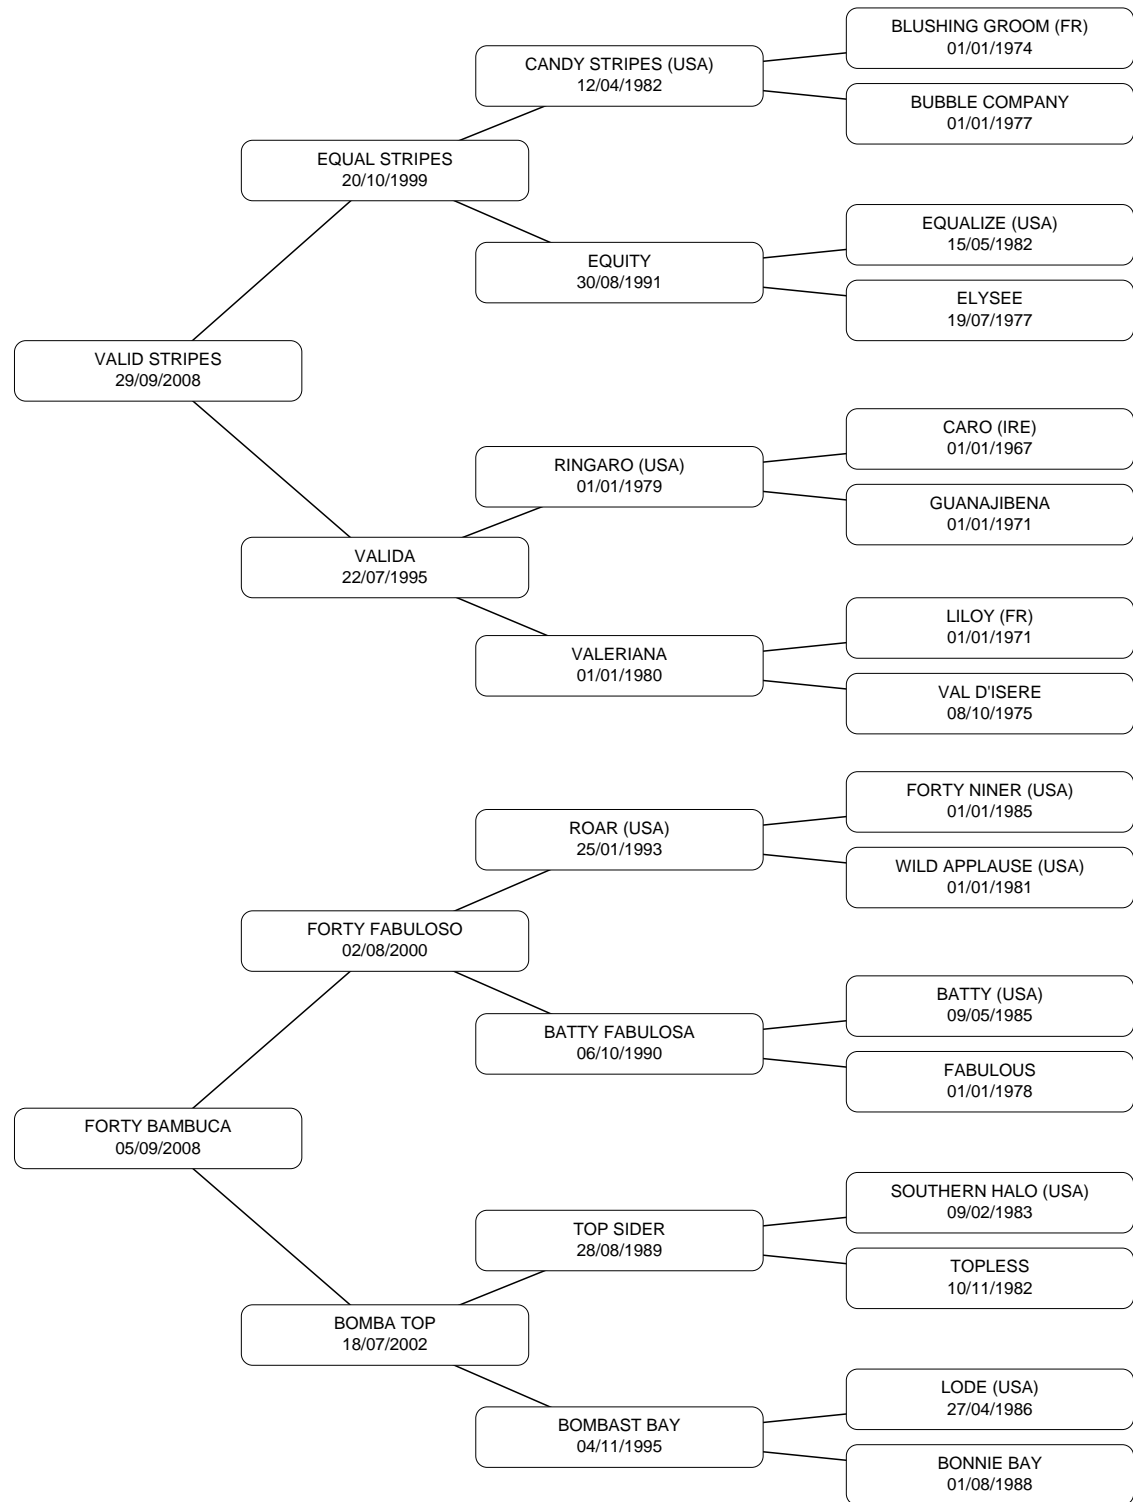 BLUSHING GROOM (FR)
01/01/1974
CANDY STRIPES (USA)
12/04/1982
BUBBLE COMPANY
01/01/1977
EQUAL STRIPES
20/10/1999
EQUALIZE (USA)
15/05/1982
EQUITY
30/08/1991
ELYSEE
19/07/1977
VALID STRIPES
29/09/2008
CARO (IRE)
01/01/1967
RINGARO (USA)
01/01/1979
GUANAJIBENA
01/01/1971
VALIDA
22/07/1995
LILOY (FR)
01/01/1971
VALERIANA
01/01/1980
VAL D'ISERE
08/10/1975
FORTY NINER (USA)
01/01/1985
ROAR (USA)
25/01/1993
WILD APPLAUSE (USA)
01/01/1981
FORTY FABULOSO
02/08/2000
BATTY (USA)
09/05/1985
BATTY FABULOSA
06/10/1990
FABULOUS
01/01/1978
FORTY BAMBUCA
05/09/2008
SOUTHERN HALO (USA)
09/02/1983
TOP SIDER
28/08/1989
TOPLESS
10/11/1982
BOMBA TOP
18/07/2002
LODE (USA)
27/04/1986
BOMBAST BAY
04/11/1995
BONNIE BAY
01/08/1988